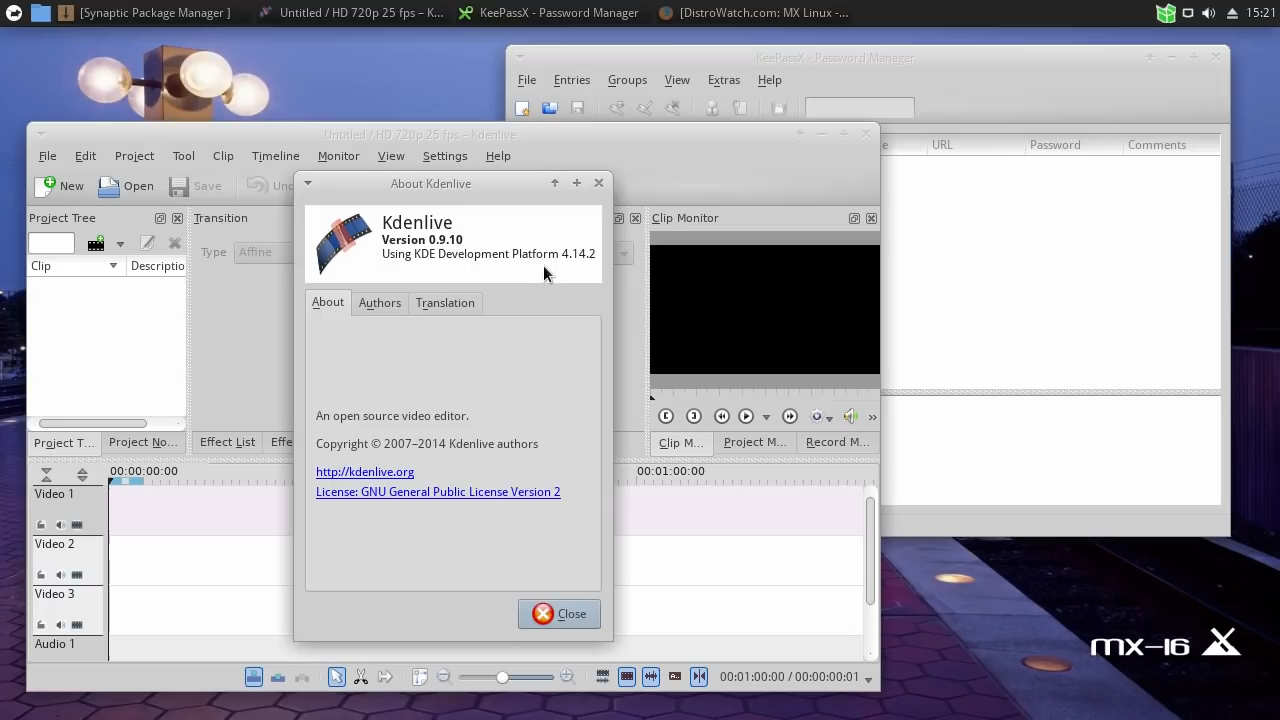 [Synaptic Package Manager ]
Untitled / HD 720p 25 fps – K...
KeePassX - Password Manager
[DistroWatch.com: MX Linux -...
15:21
KeePassX - Password Manager
File Entries Groups View Extras Help
URL Password Comments
Untitled / HD 720p 25 fps – Kdenlive
File Edit Project Tool Clip Timeline Monitor View Settings Help
New Open Save Undo
Project Tree
Transition
Clip Monitor
Type Affine
Clip Descriptio
About Kdenlive
Kdenlive
Version 0.9.10
Using KDE Development Platform 4.14.2
About Authors Translation
An open source video editor.
Copyright © 2007–2014 Kdenlive authors
http://kdenlive.org
License: GNU General Public License Version 2
Close
Project T... Project No... Effect List Effe
Clip M... Project M... Record M...
00:00:00:00 00:01:00:00
Video 1
Video 2
Video 3
Audio 1
00:01:00:00 / 00:00:00:01
MX-16